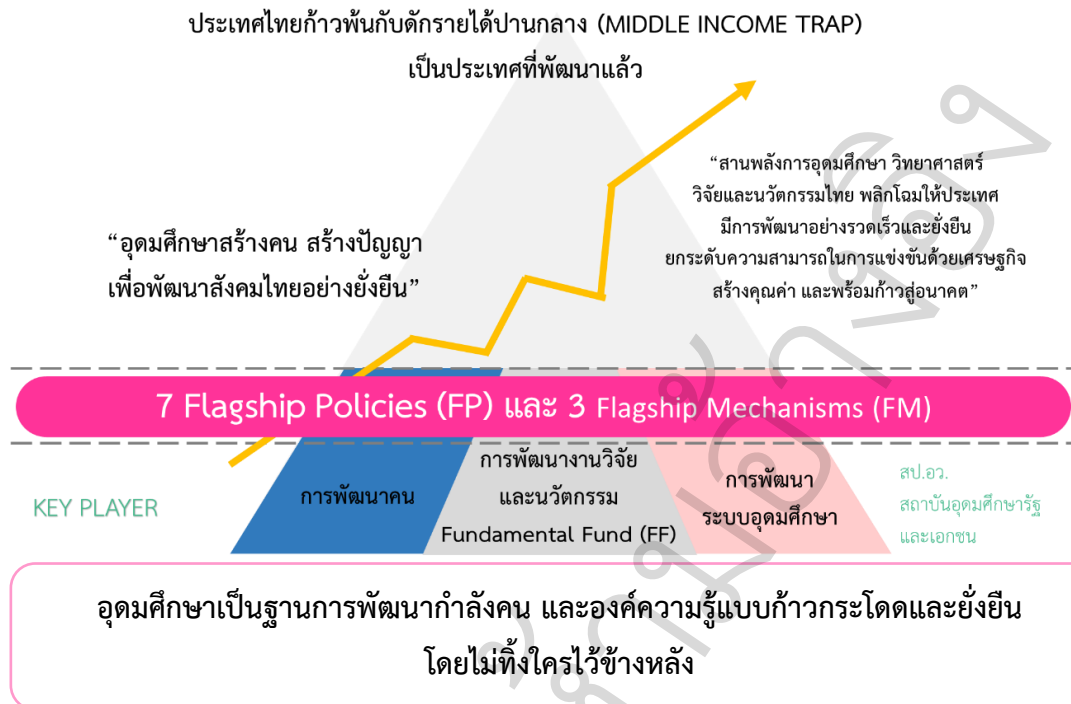 ประเทศไทยก้าวพ้นกับดักรายได้ปานกลาง (MIDDLE INCOME TRAP)
เป็นประเทศที่พัฒนาแล้ว
“อุดมศึกษาสร้างคน สร้างปัญญา
เพื่อพัฒนาสังคมไทยอย่างยั่งยืน”
“สานพลังการอุดมศึกษา วิทยาศาสตร์
วิจัยและนวัตกรรมไทย พลิกโฉมให้ประเทศ
มีการพัฒนาอย่างรวดเร็วและยั่งยืน
ยกระดับความสามารถในการแข่งขันด้วยเศรษฐกิจ
สร้างคุณค่า และพร้อมก้าวสู่อนาคต”
7 Flagship Policies (FP) และ 3 Flagship Mechanisms (FM)
KEY PLAYER
การพัฒนาคน
การพัฒนางานวิจัย
และนวัตกรรม
Fundamental Fund (FF)
การพัฒนา
ระบบอุดมศึกษา
สป.อว.
สถาบันอุดมศึกษารัฐ
และเอกชน
อุดมศึกษาเป็นฐานการพัฒนากำลังคน และองค์ความรู้แบบก้าวกระโดดและยั่งยืน
โดยไม่ทิ้งใครไว้ข้างหลัง
ห้ามอ้างอิง